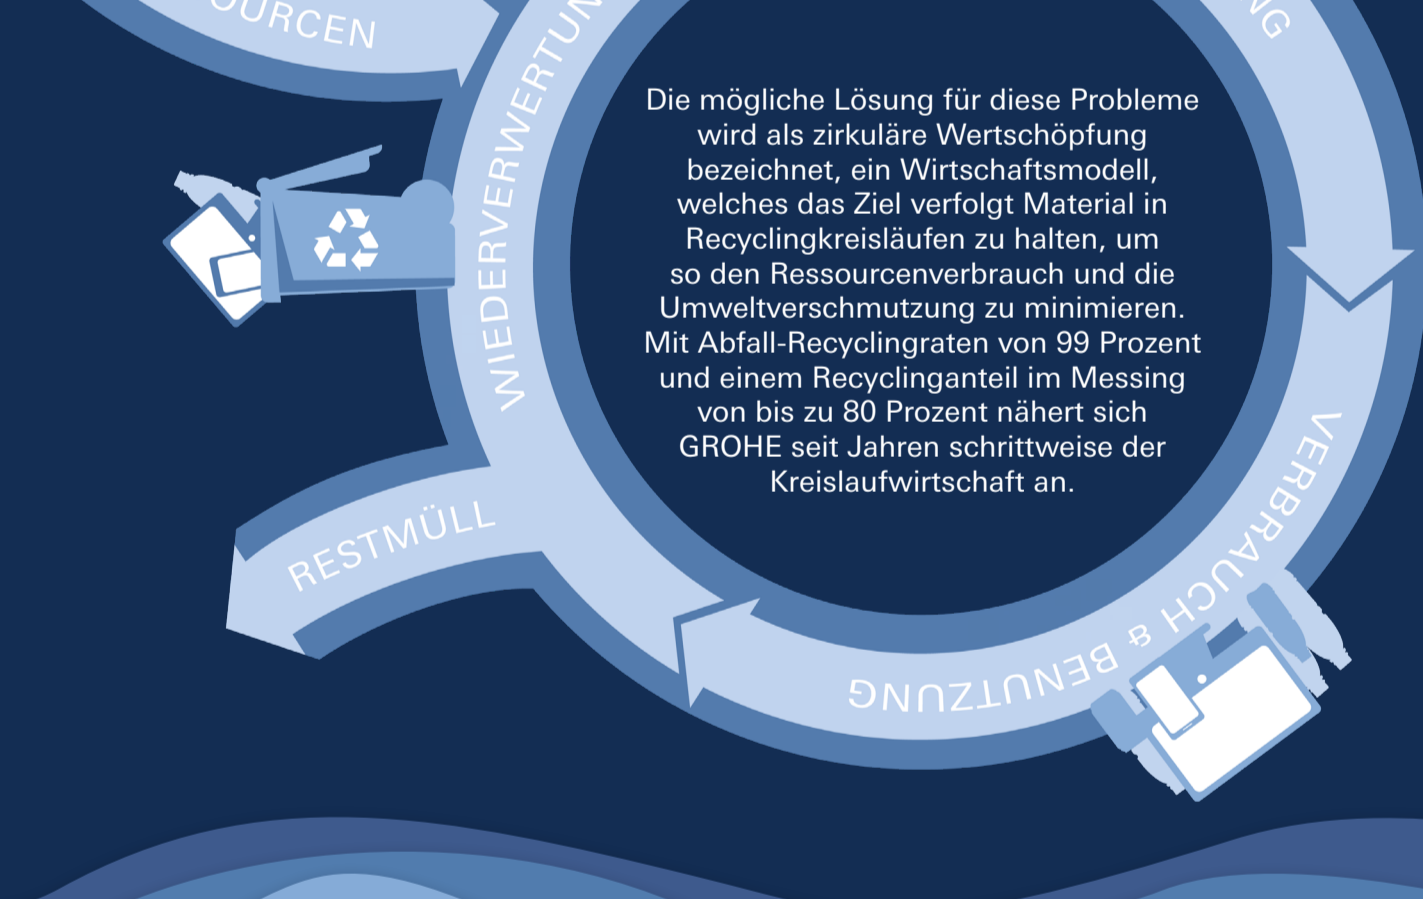 OURCEN
WIEDERVERWERTUN
NG
Die mögliche Lösung für diese Probleme
wird als zirkuläre Wertschöpfung
bezeichnet, ein Wirtschaftsmodell,
welches das Ziel verfolgt Material in
Recyclingkreisläufen zu halten, um
so den Ressourcenverbrauch und die
Umweltverschmutzung zu minimieren.
Mit Abfall-Recyclingraten von 99 Prozent
und einem Recyclinganteil im Messing
von bis zu 80 Prozent nähert sich
GROHE seit Jahren schrittweise der
Kreislaufwirtschaft an.
VERBRAUCH & BENUTZUNG
RESTMÜLL